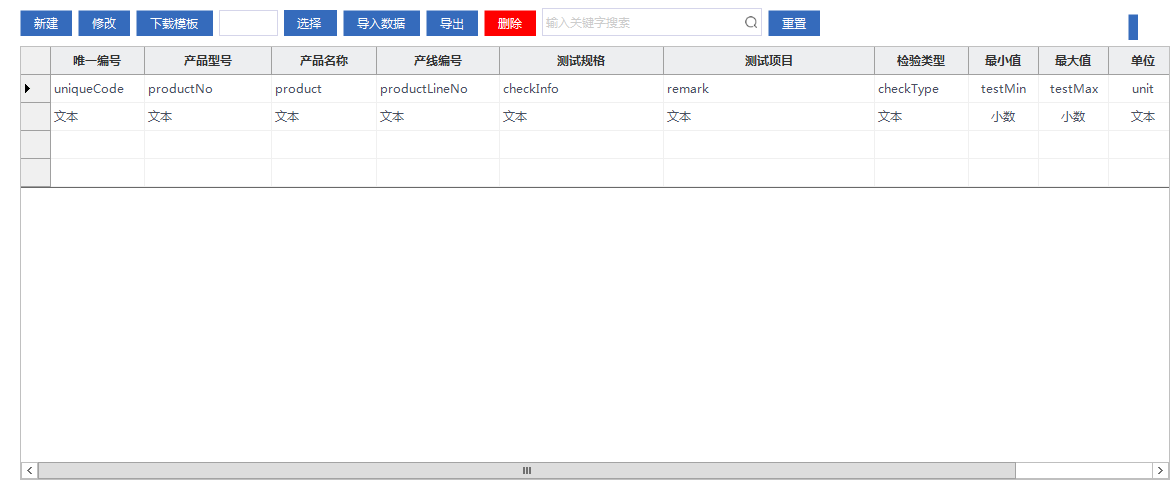 新建 修改 下载模板 选择 导入数据 导出 删除 输入关键字搜索 重置
唯一编号 产品型号 产品名称 产线编号 测试规格 测试项目 检验类型 最小值 最大值 单位
uniqueCode productNo product productLineNo checkInfo remark checkType testMin testMax unit
文本 文本 文本 文本 文本 文本 文本 小数 小数 文本